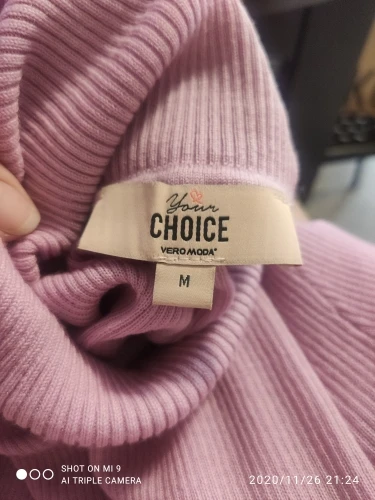 Your
CHOICE
VERO MODA®
M
SHOT ON MI 9
AI TRIPLE CAMERA
2020/11/26 21:24